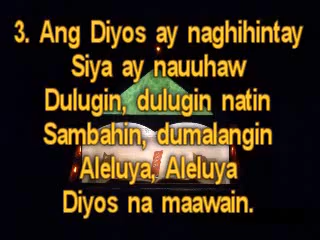 3. Ang Diyos ay naghihintay
Siya ay nauuhaw
Dulugin, dulugin natin
Sambahin, dumalangin
Aleluya, Aleluya
Diyos na maawain.